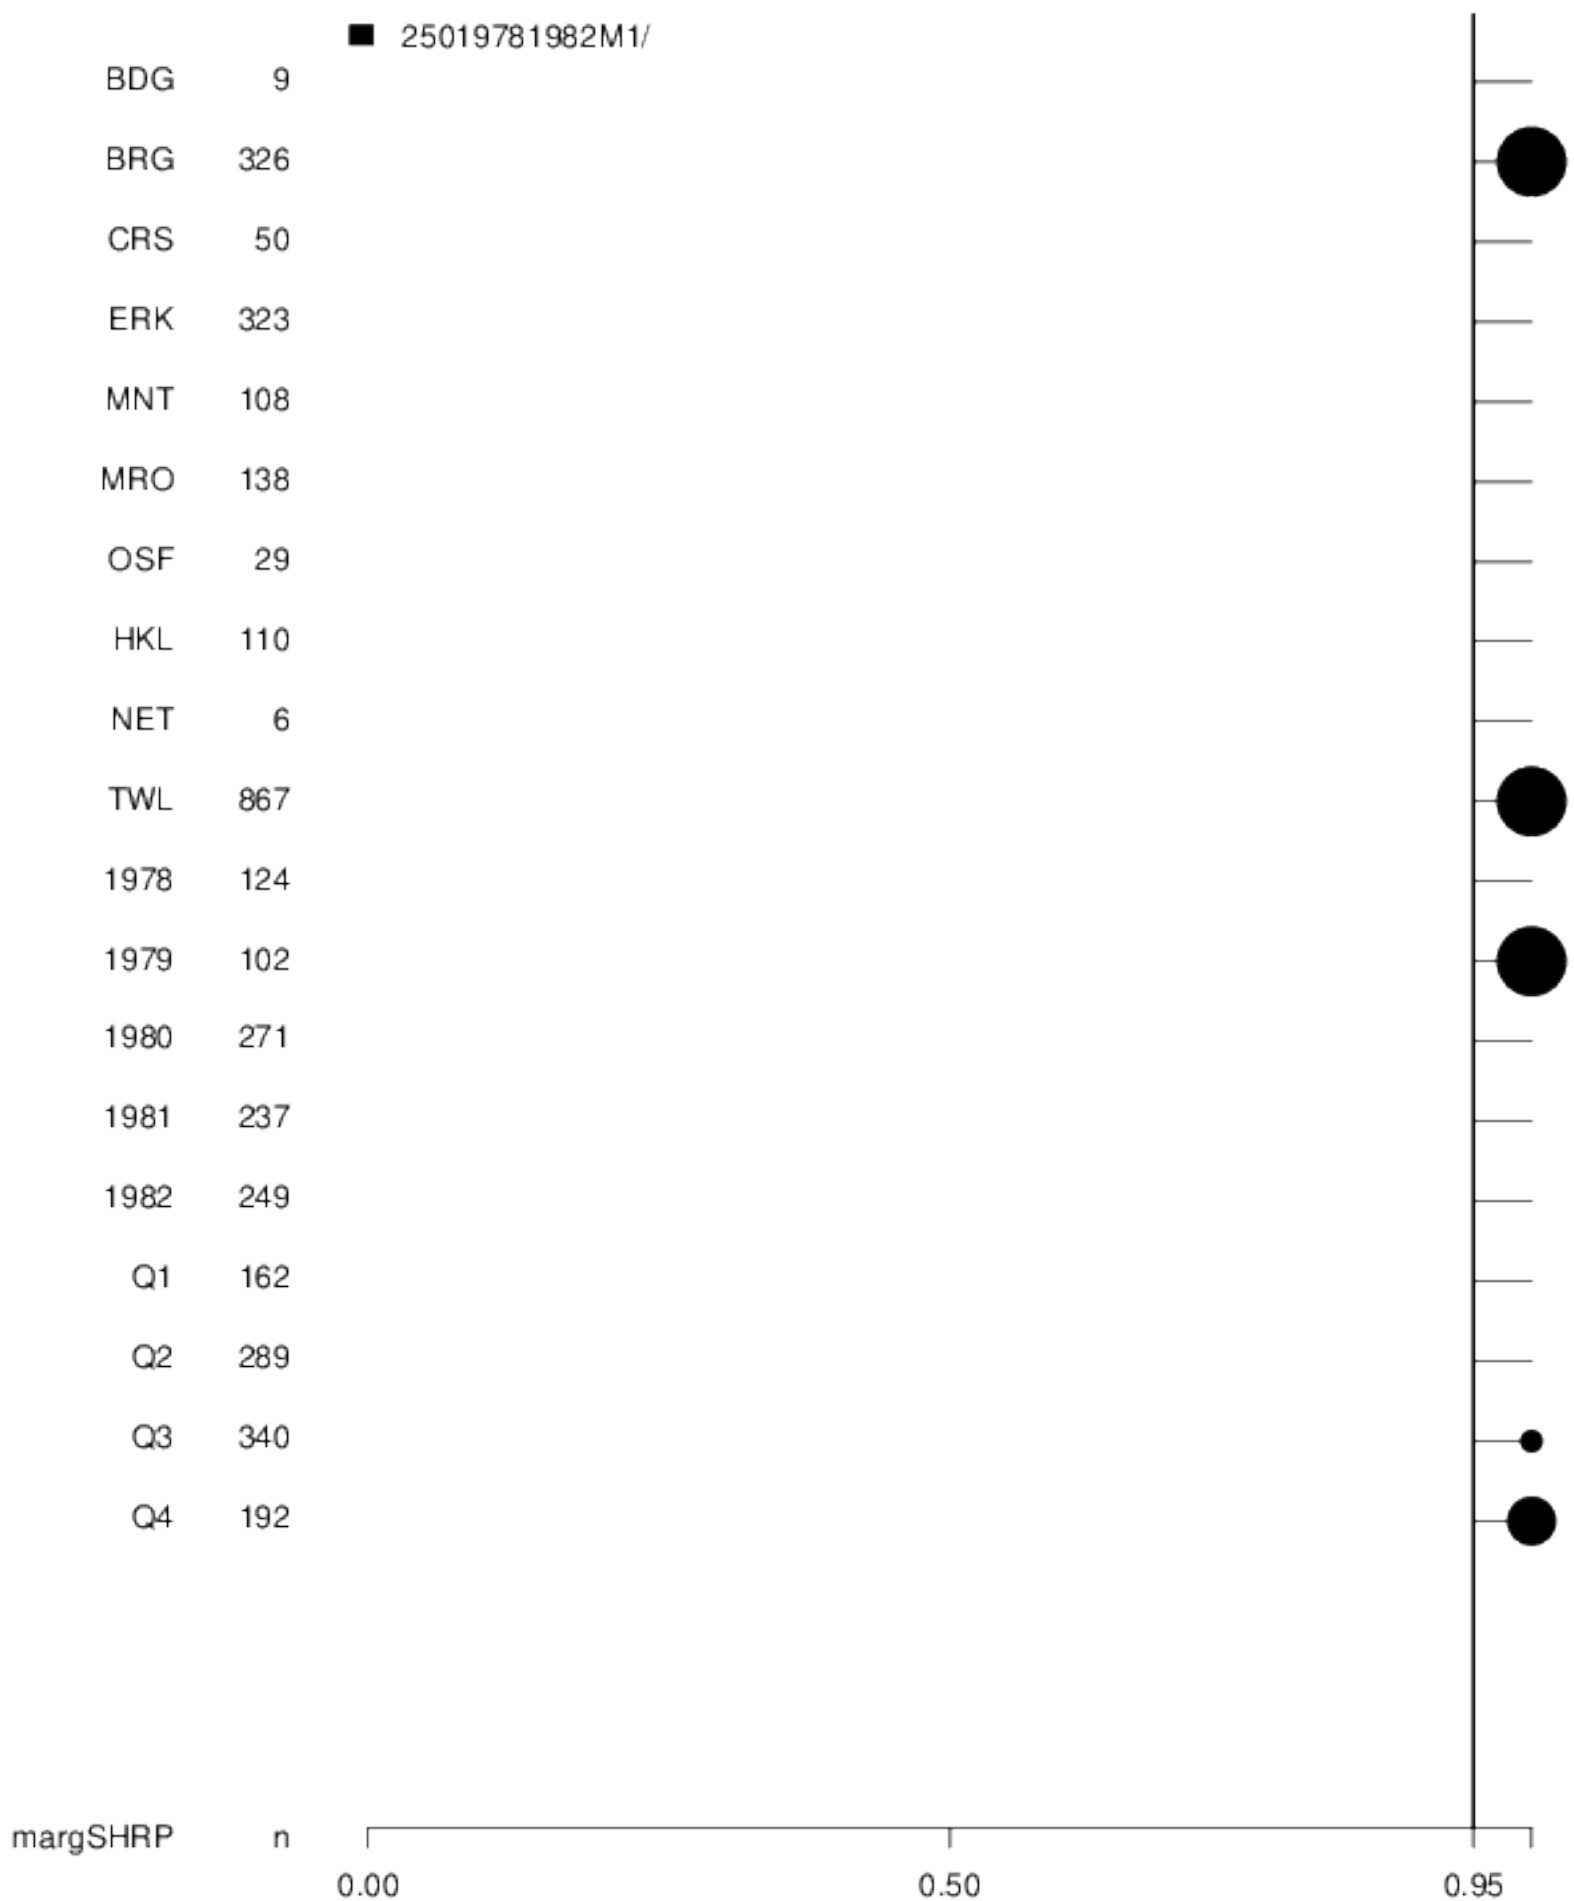 25019781982M1/
BDG 9
BRG 326
CRS 50
ERK 323
MNT 108
MRO 138
OSF 29
HKL 110
NET 6
TWL 867
1978 124
1979 102
1980 271
1981 237
1982 249
Q1 162
Q2 289
Q3 340
Q4 192
margSHRP n
0.00 0.50 0.95